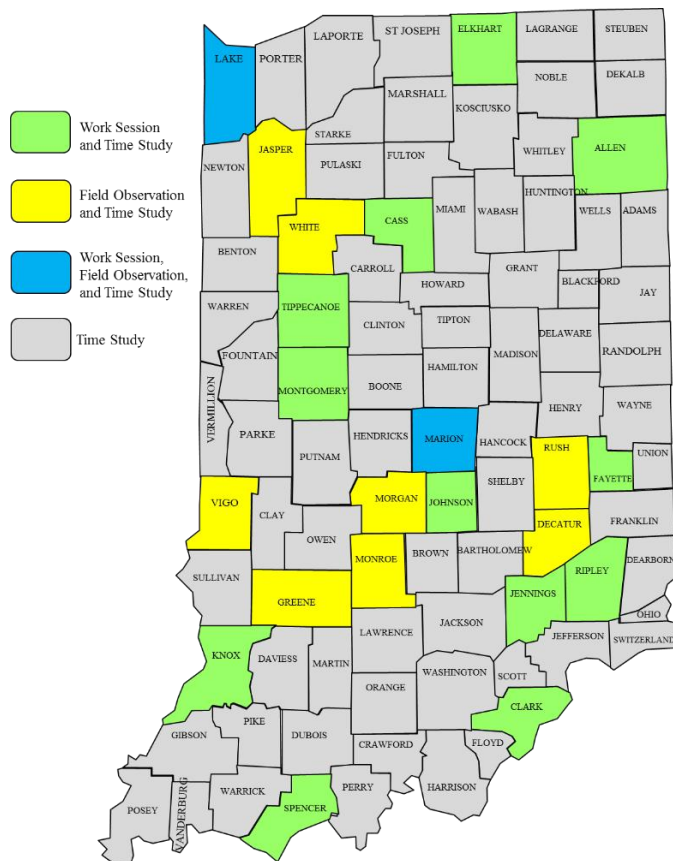 Work Session
and Time Study
Field Observation
and Time Study
Work Session,
Field Observation,
and Time Study
Time Study
LAKE
PORTER
LAPORTE
ST JOSEPH
ELKHART
LAGRANGE
STEUBEN
NOBLE
DEKALB
MARSHALL
KOSCIUSKO
STARKE
JASPER
NEWTON
PULASKI
FULTON
WHITLEY
ALLEN
HUNTINGTON
WHITE
CASS
MIAMI
WABASH
WELLS
ADAMS
BENTON
CARROLL
GRANT
HOWARD
BLACKFORD
JAY
WARREN
TIPPECANOE
CLINTON
TIPTON
DELAWARE
MADISON
RANDOLPH
FOUNTAIN
HAMILTON
MONTGOMERY
BOONE
VERMILLION
HENRY
WAYNE
PARKE
HENDRICKS
MARION
HANCOCK
RUSH
UNION
PUTNAM
FAYETTE
SHELBY
VIGO
MORGAN
JOHNSON
CLAY
DECATUR
FRANKLIN
OWEN
MONROE
BROWN
BARTHOLOMEW
DEARBORN
RIPLEY
SULLIVAN
GREENE
JENNINGS
OHIO
JACKSON
LAWRENCE
JEFFERSON
SWITZERLAND
KNOX
DAVIESS
MARTIN
WASHINGTON
SCOTT
ORANGE
CLARK
PIKE
GIBSON
DUBOIS
CRAWFORD
FLOYD
WARRICK
PERRY
HARRISON
POSEY
VANDERBURG
SPENCER